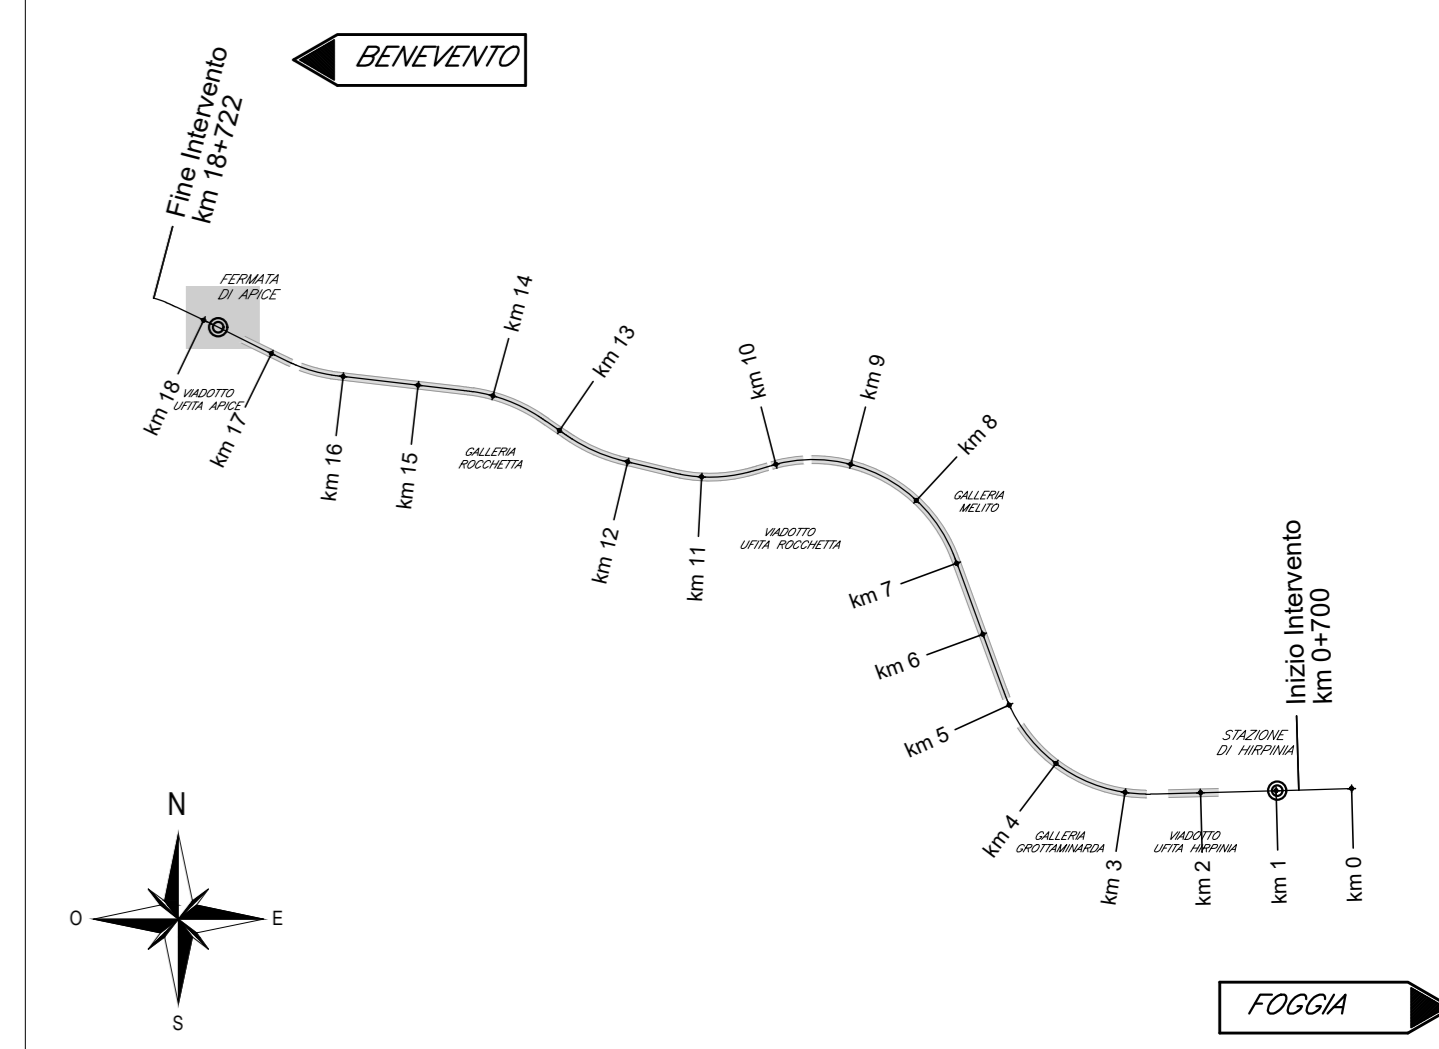 BENEVENTO
Fine Intervento
km 18+722
FERMATA
DI APICE
km 18
VIADOTTO
UFITA APICE
km 17
km 16
km 15
GALLERIA
ROCCHETTA
km 14
km 13
km 12
km 11
km 10
VIADOTTO
UFITA ROCCHETTA
km 9
km 8
GALLERIA
MELITO
km 7
km 6
km 5
km 4
GALLERIA
GROTTAMINARDA
km 3
VIADOTTO
UFITA HIRPINIA
km 2
STAZIONE
DI HIRPINIA
Inizio Intervento
km 0+700
km 1
km 0
N
O
E
S
FOGGIA